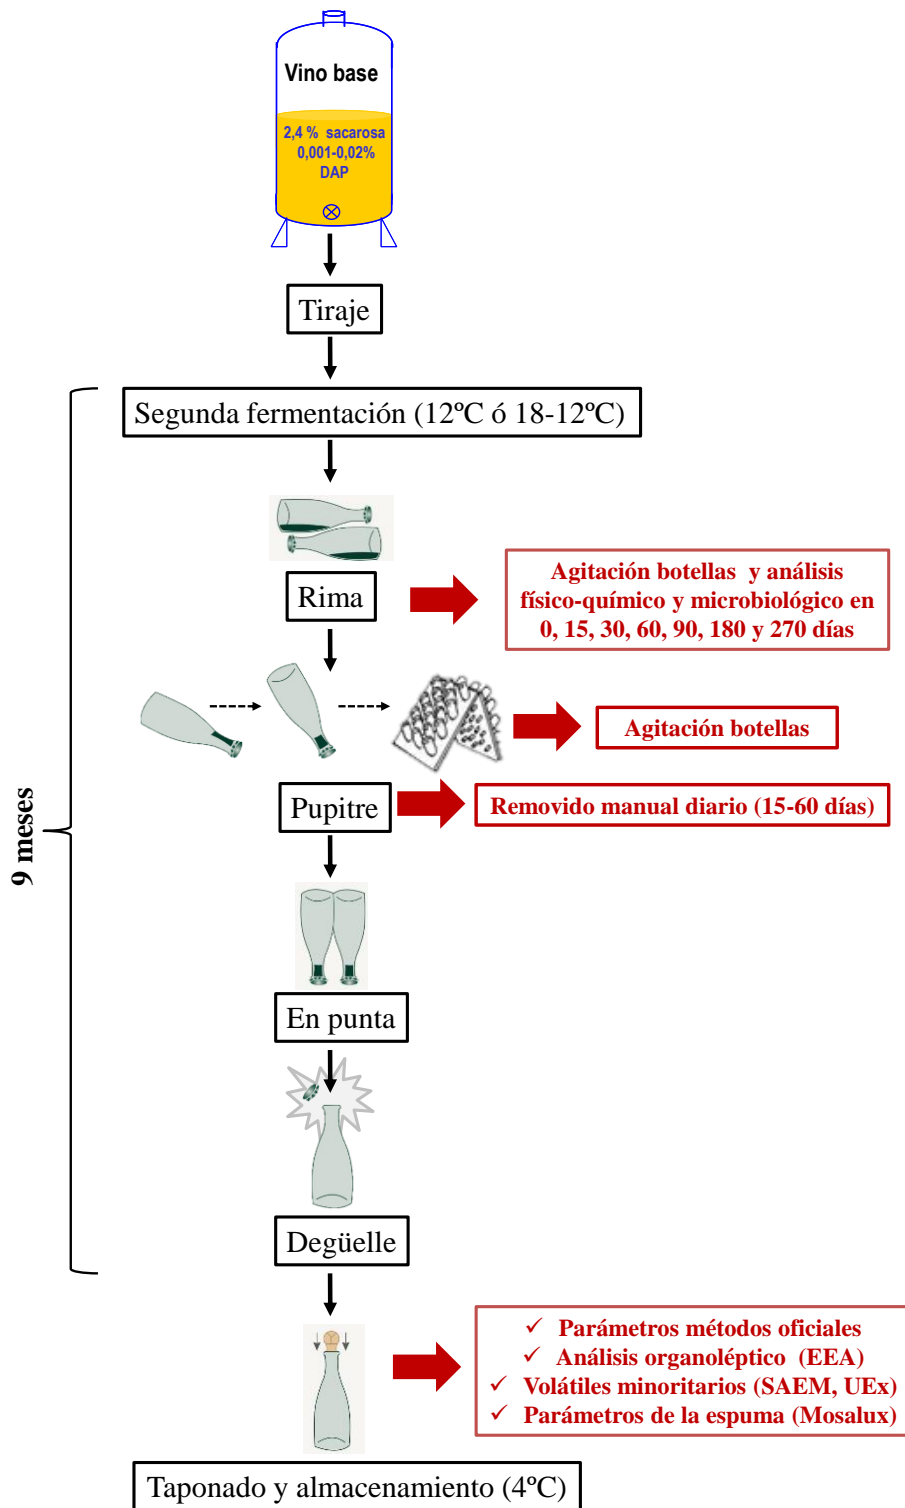 Vino base
2,4 % sacarosa
0,001-0,02%
DAP
Tiraje
Segunda fermentación (12ºC ó 18-12ºC)
Rima
Agitación botellas y análisis
físico-químico y microbiológico en
0, 15, 30, 60, 90, 180 y 270 días
Agitación botellas
Pupitre
Removido manual diario (15-60 días)
9 meses
En punta
Degüelle
✓ Parámetros métodos oficiales
✓ Análisis organoléptico (EEA)
✓ Volátiles minoritarios (SAEM, UEx)
✓ Parámetros de la espuma (Mosalux)
Taponado y almacenamiento (4ºC)